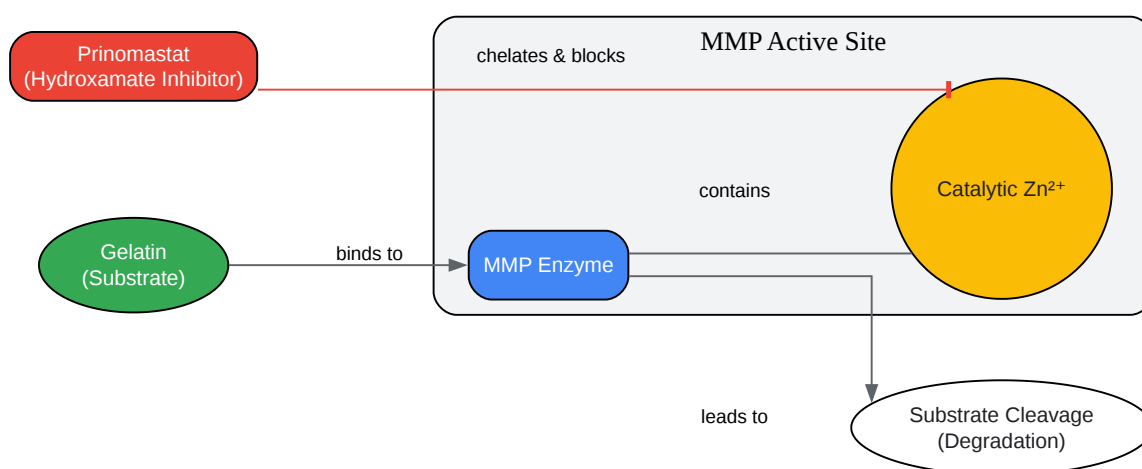 Prinomastat
(Hydroxamate Inhibitor)
chelates & blocks
MMP Active Site
Catalytic Zn²⁺
contains
Gelatin
(Substrate)
binds to
MMP Enzyme
leads to
Substrate Cleavage
(Degradation)